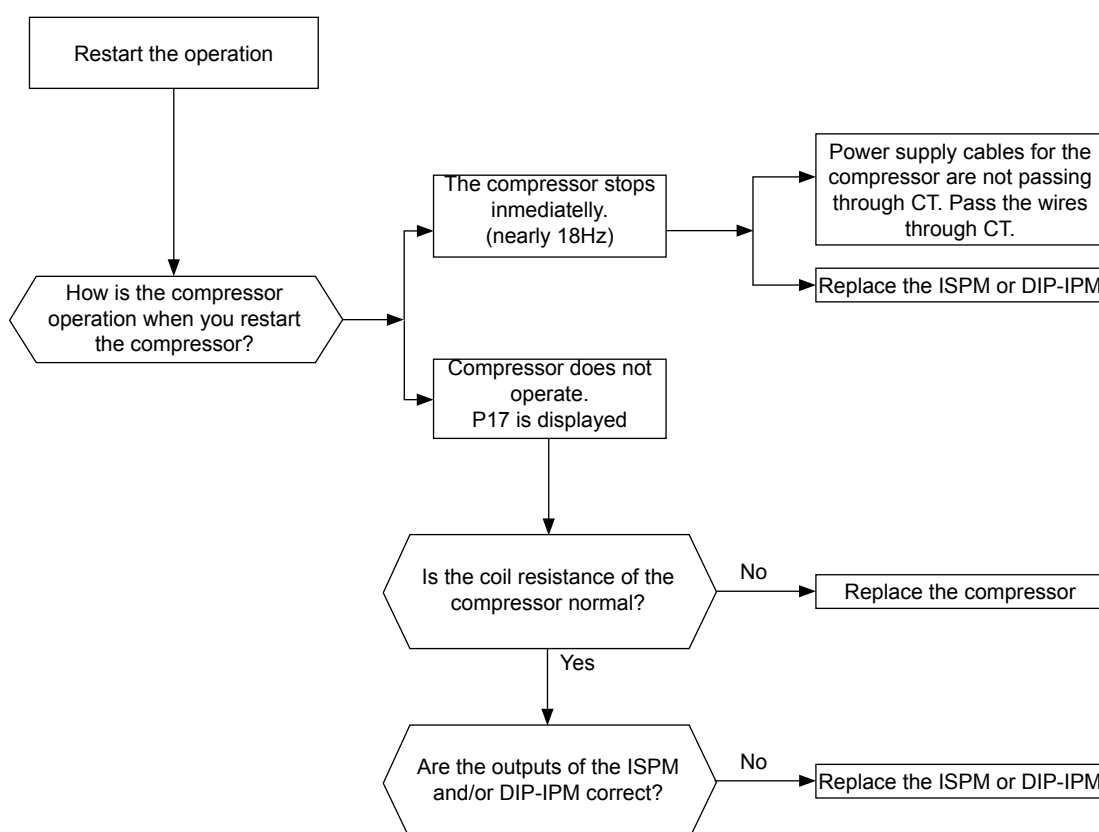 Restart the operation
How is the compressor
operation when you restart
the compressor?
The compressor stops
inmediatelly.
(nearly 18Hz)
Power supply cables for the
compressor are not passing
through CT. Pass the wires
through CT.
Replace the ISPM or DIP-IPM
Compressor does not
operate.
P17 is displayed
Is the coil resistance of the
compressor normal?
No
Replace the compressor
Yes
Are the outputs of the ISPM
and/or DIP-IPM correct?
No
Replace the ISPM or DIP-IPM